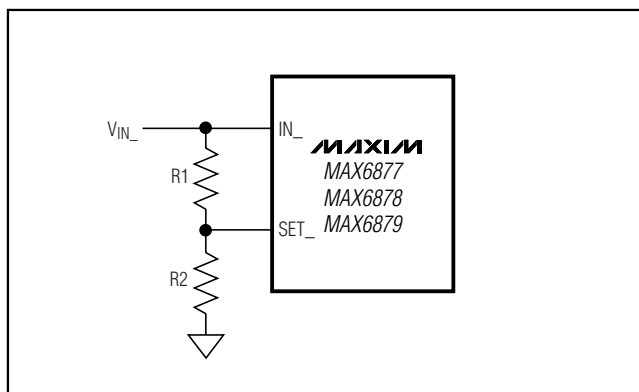 V_IN_
IN_
MAXIM
R1
MAX6877
MAX6878
MAX6879
SET_
R2